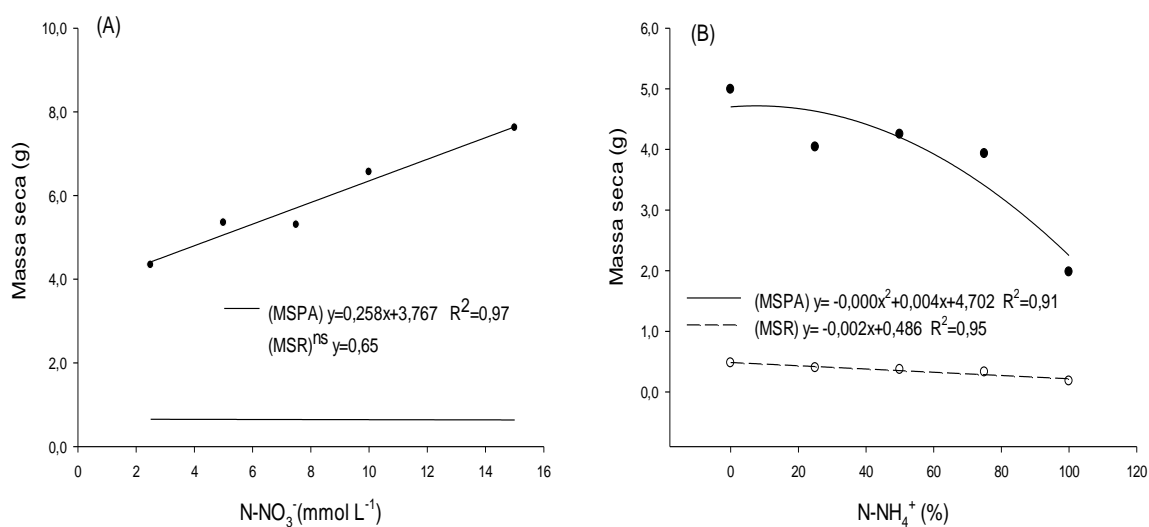 (A)
10,0
8,0
6,0
4,0
2,0
0,0
Massa seca (g)
(MSPA) y=0,258x+3,767 R²=0,97
(MSR)ⁿˢ y=0,65
0 2 4 6 8 10 12 14 16
N-NO₃⁻(mmol L⁻¹)
(B)
6,0
5,0
4,0
3,0
2,0
1,0
0,0
Massa seca (g)
(MSPA) y= -0,000x²+0,004x+4,702 R²=0,91
(MSR) y= -0,002x+0,486 R²=0,95
0 20 40 60 80 100 120
N-NH₄⁺ (%)